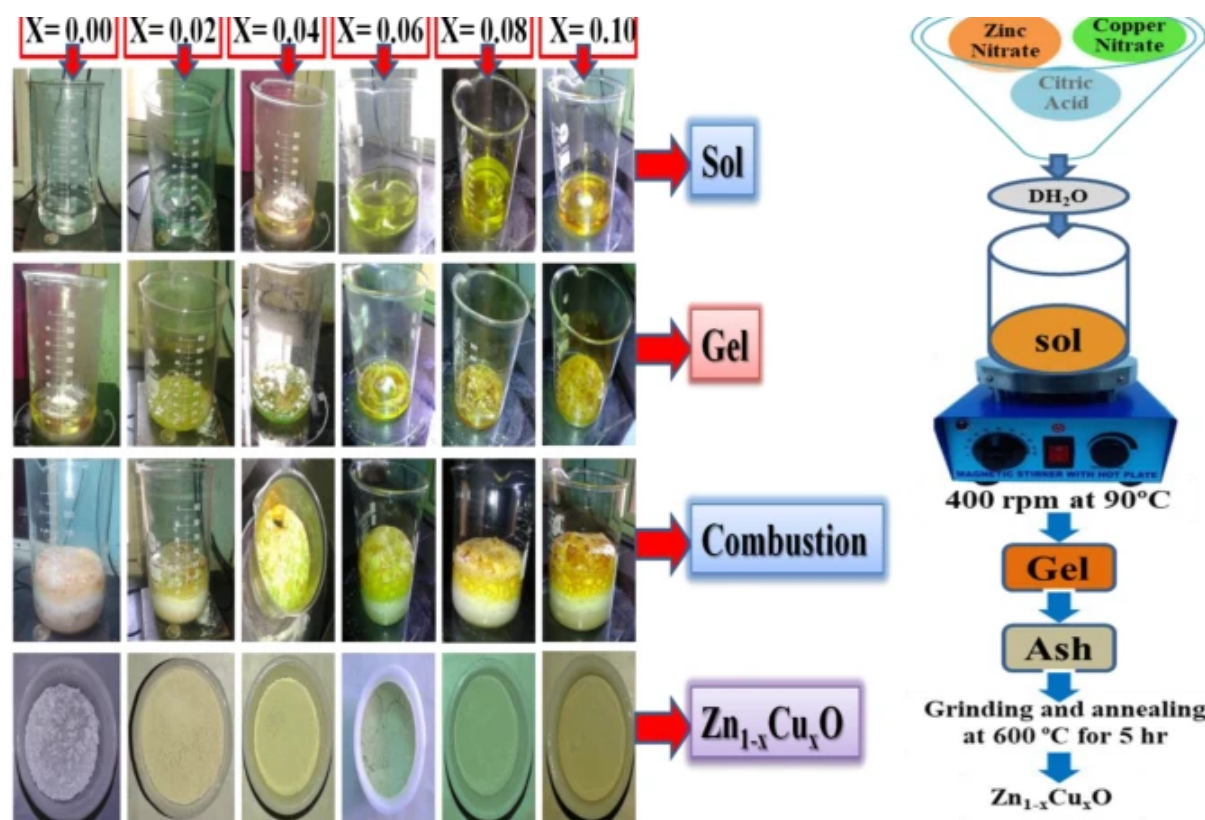 X= 0.00 X= 0.02 X= 0.04 X= 0.06 X= 0.08 X= 0.10
Sol
Gel
Combustion
Zn₁₋ₓCuₓO
Zinc
Nitrate
Copper
Nitrate
Citric
Acid
DH₂O
sol
MAGNETIC STIRRER WITH HOT PLATE
400 rpm at 90°C
Gel
Ash
Grinding and annealing
at 600 °C for 5 hr
Zn₁₋ₓCuₓO